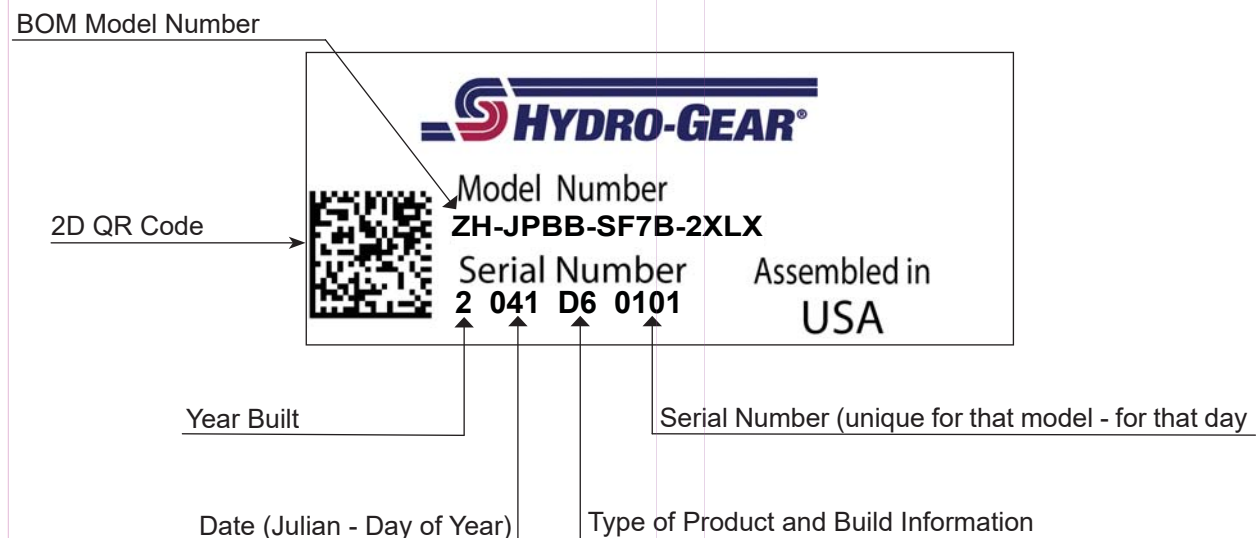 BOM Model Number
HYDRO-GEAR®
Model Number
ZH-JPBB-SF7B-2XLX
2D QR Code
Serial Number
Assembled in
2 041 D6 0101
USA
Year Built
Serial Number (unique for that model - for that day
Date (Julian - Day of Year)
Type of Product and Build Information